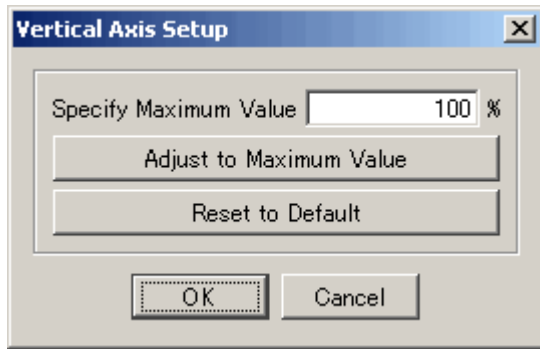 Vertical Axis Setup
Specify Maximum Value 100 %
Adjust to Maximum Value
Reset to Default
OK Cancel